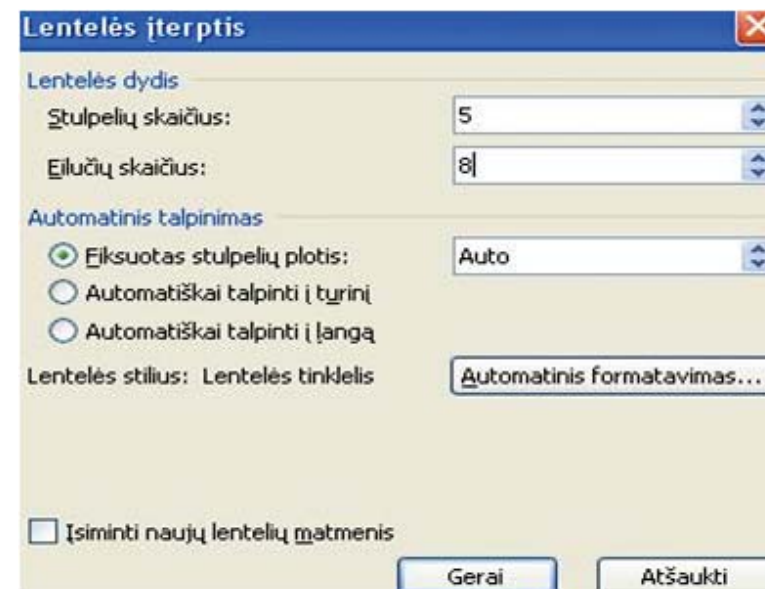 Lentelės įterptis
Lentelės dydis
Stulpelių skaičius: 5
Eilučių skaičius: 8
Automatinis talpinimas
Fiksuotas stulpelių plotis: Auto
Automatiškai talpinti į turinį
Automatiškai talpinti į langą
Lentelės stilius: Lentelės tinklelis Automatinis formatavimas...
Įsiminti naujų lentelių matmenis
Gerai Atšaukti